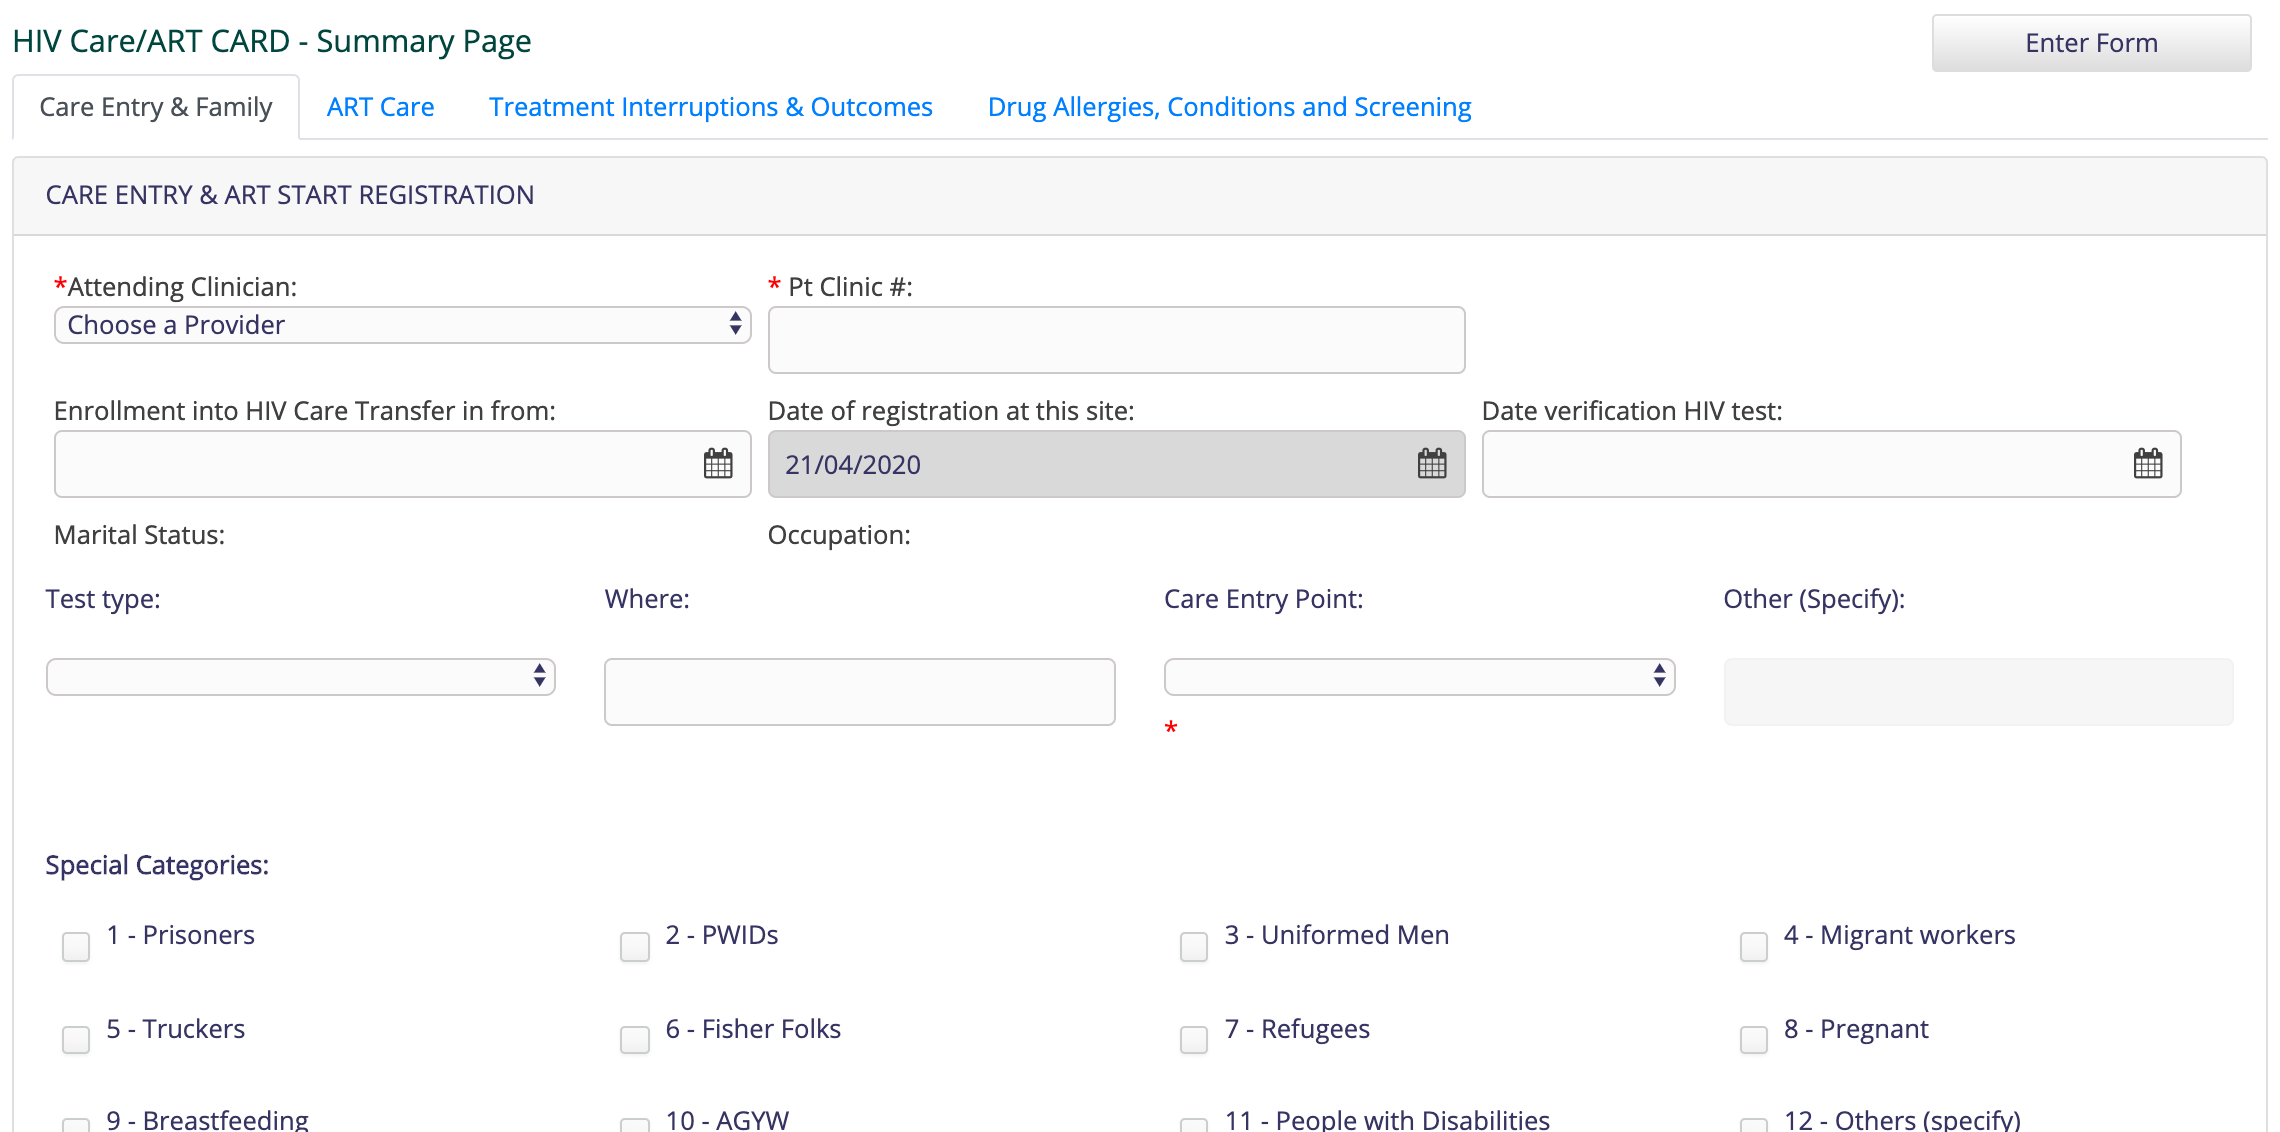 HIV Care/ART CARD - Summary Page
Enter Form
Care Entry & Family
ART Care
Treatment Interruptions & Outcomes
Drug Allergies, Conditions and Screening
CARE ENTRY & ART START REGISTRATION
*Attending Clinician:
* Pt Clinic #:
Choose a Provider
Enrollment into HIV Care Transfer in from:
Date of registration at this site:
Date verification HIV test:
21/04/2020
Marital Status:
Occupation:
Test type:
Where:
Care Entry Point:
Other (Specify):
*
Special Categories:
1 - Prisoners
2 - PWIDs
3 - Uniformed Men
4 - Migrant workers
5 - Truckers
6 - Fisher Folks
7 - Refugees
8 - Pregnant
9 - Breastfeeding
10 - AGYW
11 - People with Disabilities
12 - Others (specify)